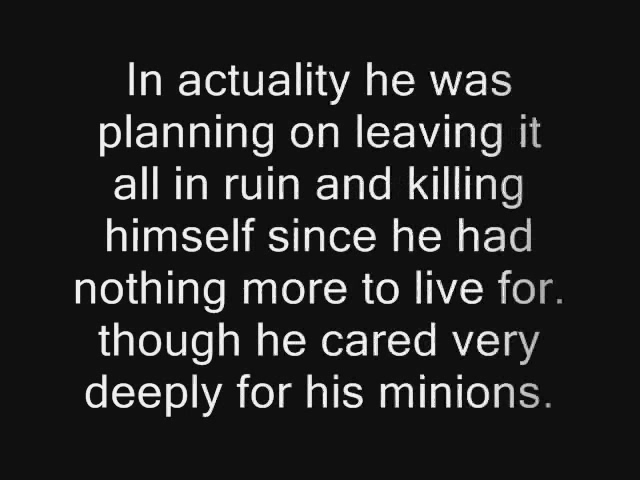 In actuality he was
planning on leaving it
all in ruin and killing
himself since he had
nothing more to live for.
though he cared very
deeply for his minions.